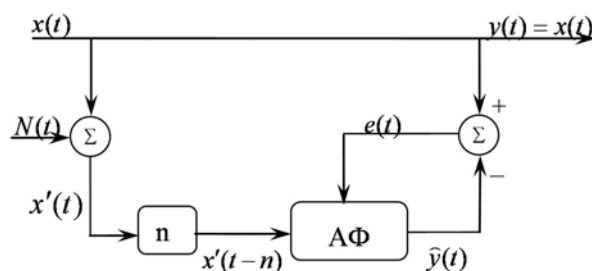 x(t)
y(t) = x(t)
+
N(t)
Σ
e(t)
Σ
−
x′(t)
n
АФ
x′(t − n)
ŷ(t)